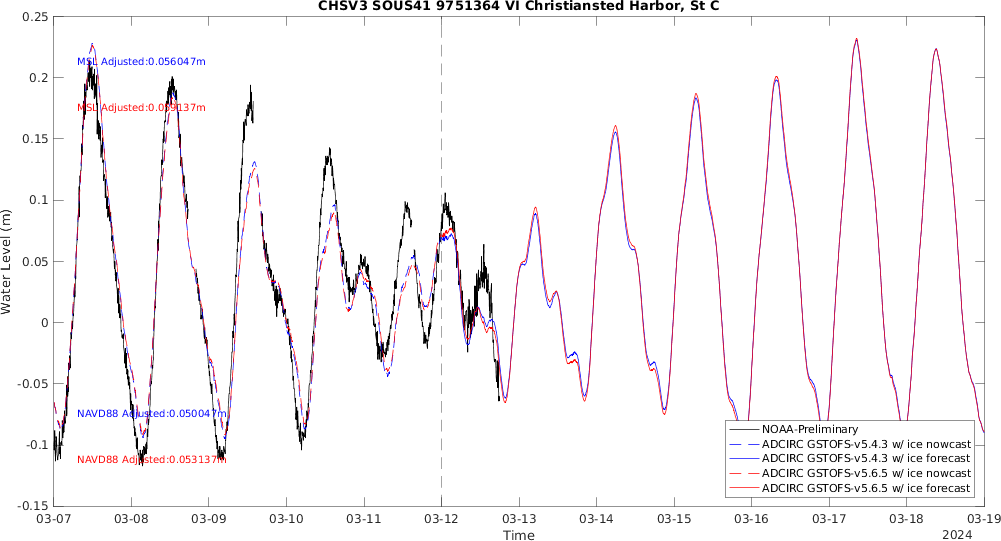 CHSV3 SOUS41 9751364 VI Christiansted Harbor, St C
0.25
0.2
0.15
0.1
0.05
0
-0.05
-0.1
-0.15
Water Level (m)
MSL Adjusted:0.056047m
MSL Adjusted:0.059137m
NAVD88 Adjusted:0.050047m
NAVD88 Adjusted:0.053137m
NOAA-Preliminary
ADCIRC GSTOFS-v5.4.3 w/ ice nowcast
ADCIRC GSTOFS-v5.4.3 w/ ice forecast
ADCIRC GSTOFS-v5.6.5 w/ ice nowcast
ADCIRC GSTOFS-v5.6.5 w/ ice forecast
03-07 03-08 03-09 03-10 03-11 03-12 03-13 03-14 03-15 03-16 03-17 03-18 03-19
Time
2024